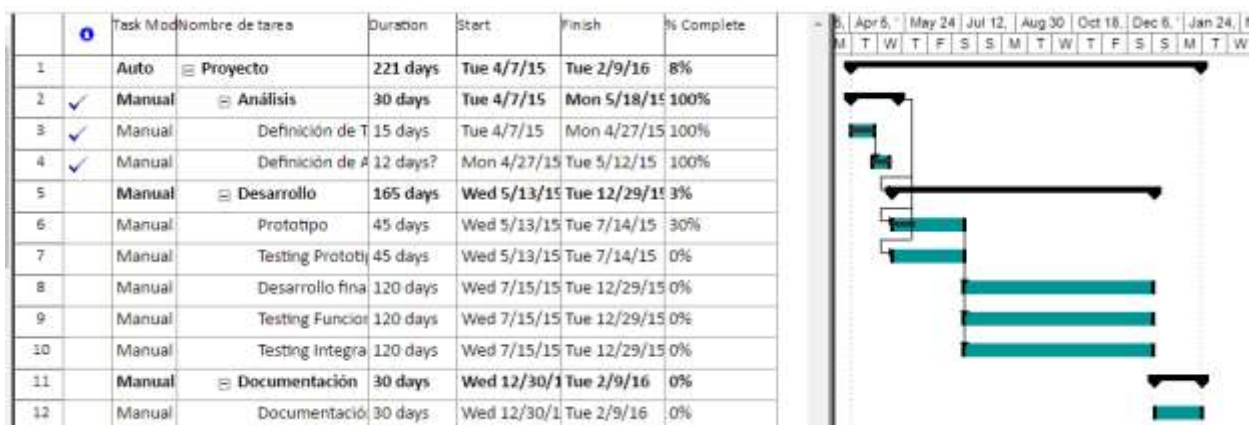 Task Mod Nombre de tarea Duration Start Finish % Complete
5, Apr 5, ' May 24 Jul 12, Aug 30 Oct 18, Dec 6, ' Jan 24,
M T W T F S S M T W T F S S M T W
1 Auto Proyecto 221 days Tue 4/7/15 Tue 2/9/16 8%
2 Manual Análisis 30 days Tue 4/7/15 Mon 5/18/15 100%
3 Manual Definición de T 15 days Tue 4/7/15 Mon 4/27/15 100%
4 Manual Definición de A 12 days? Mon 4/27/15 Tue 5/12/15 100%
5 Manual Desarrollo 165 days Wed 5/13/15 Tue 12/29/15 3%
6 Manual Prototipo 45 days Wed 5/13/15 Tue 7/14/15 30%
7 Manual Testing Prototi 45 days Wed 5/13/15 Tue 7/14/15 0%
8 Manual Desarrollo fina 120 days Wed 7/15/15 Tue 12/29/15 0%
9 Manual Testing Funcior 120 days Wed 7/15/15 Tue 12/29/15 0%
10 Manual Testing Integra 120 days Wed 7/15/15 Tue 12/29/15 0%
11 Manual Documentación 30 days Wed 12/30/1 Tue 2/9/16 0%
12 Manual Documentació 30 days Wed 12/30/1 Tue 2/9/16 0%